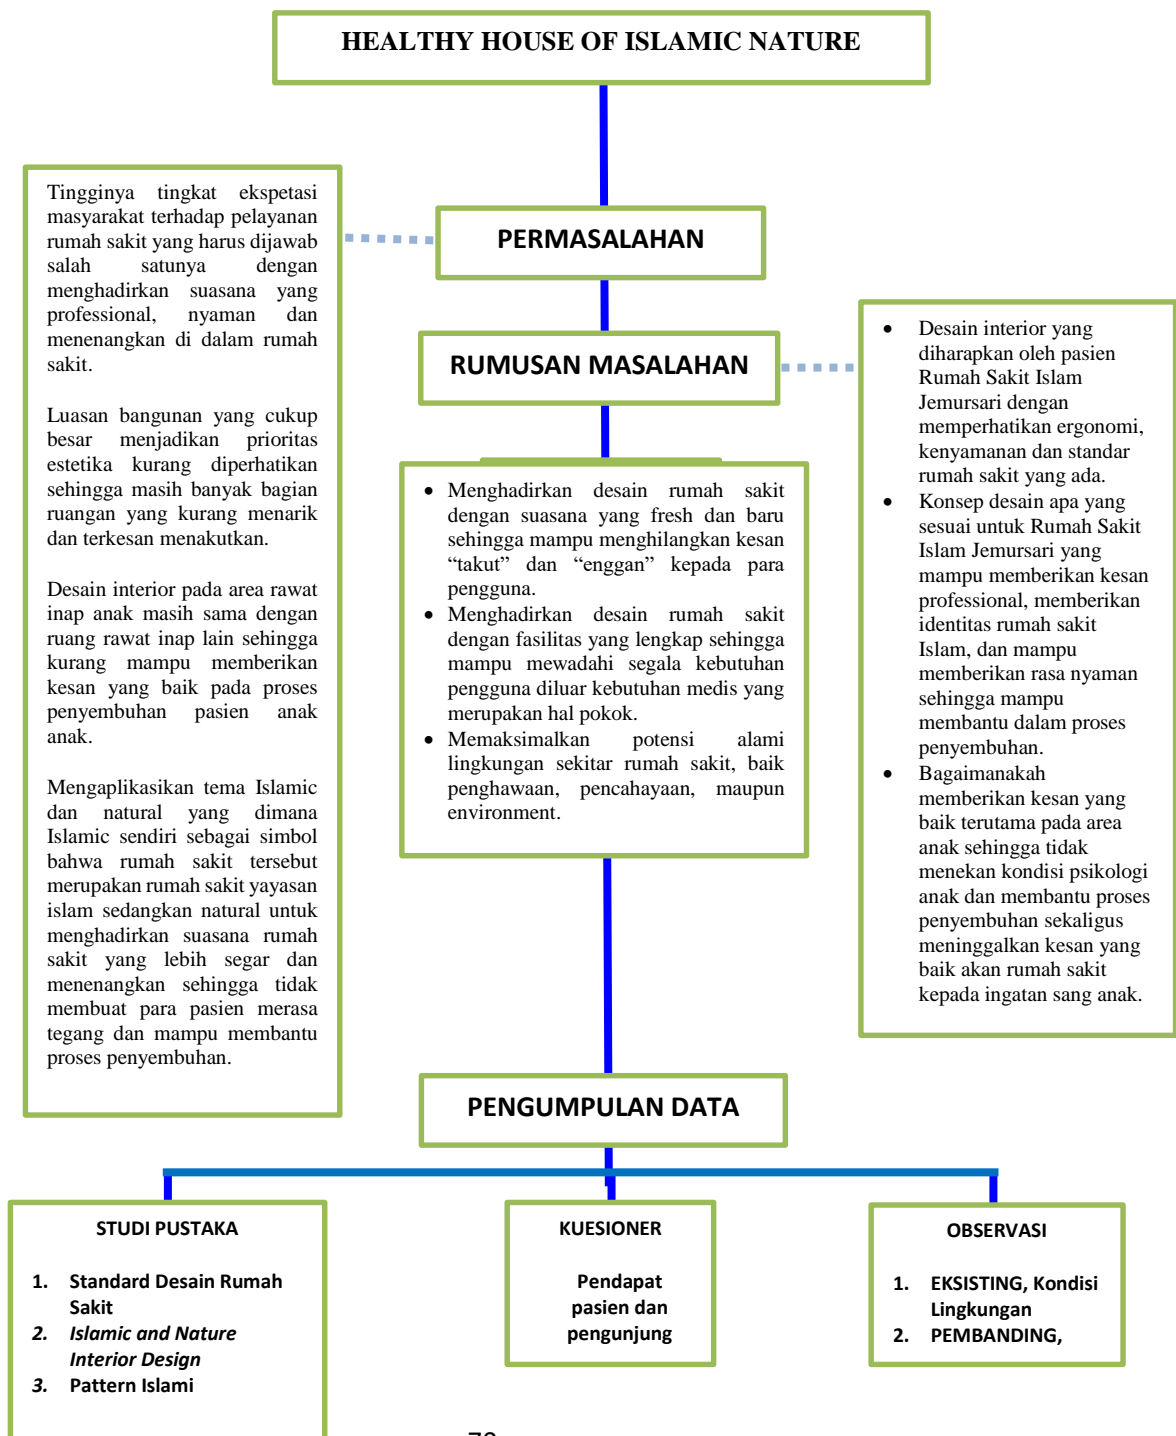 HEALTHY HOUSE OF ISLAMIC NATURE
Tingginya tingkat ekspetasi
masyarakat terhadap pelayanan
rumah sakit yang harus dijawab
salah satunya dengan
menghadirkan suasana yang
professional, nyaman dan
menenangkan di dalam rumah
sakit.
Luasan bangunan yang cukup
besar menjadikan prioritas
estetika kurang diperhatikan
sehingga masih banyak bagian
ruangan yang kurang menarik
dan terkesan menakutkan.
Desain interior pada area rawat
inap anak masih sama dengan
ruang rawat inap lain sehingga
kurang mampu memberikan
kesan yang baik pada proses
penyembuhan pasien anak
anak.
Mengaplikasikan tema Islamic
dan natural yang dimana
Islamic sendiri sebagai simbol
bahwa rumah sakit tersebut
merupakan rumah sakit yayasan
islam sedangkan natural untuk
menghadirkan suasana rumah
sakit yang lebih segar dan
menenangkan sehingga tidak
membuat para pasien merasa
tegang dan mampu membantu
proses penyembuhan.
PERMASALAHAN
RUMUSAN MASALAHAN
• Desain interior yang
diharapkan oleh pasien
Rumah Sakit Islam
Jemursari dengan
memperhatikan ergonomi,
kenyamanan dan standar
rumah sakit yang ada.
• Konsep desain apa yang
sesuai untuk Rumah Sakit
Islam Jemursari yang
mampu memberikan kesan
professional, memberikan
identitas rumah sakit
Islam, dan mampu
memberikan rasa nyaman
sehingga mampu
membantu dalam proses
penyembuhan.
• Bagaimanakah
memberikan kesan yang
baik terutama pada area
anak sehingga tidak
menekan kondisi psikologi
anak dan membantu proses
penyembuhan sekaligus
meninggalkan kesan yang
baik akan rumah sakit
kepada ingatan sang anak.
• Menghadirkan desain rumah sakit
dengan suasana yang fresh dan baru
sehingga mampu menghilangkan kesan
“takut” dan “enggan” kepada para
pengguna.
• Menghadirkan desain rumah sakit
dengan fasilitas yang lengkap sehingga
mampu mewadahi segala kebutuhan
pengguna diluar kebutuhan medis yang
merupakan hal pokok.
• Memaksimalkan potensi alami
lingkungan sekitar rumah sakit, baik
penghawaan, pencahayaan, maupun
environment.
PENGUMPULAN DATA
STUDI PUSTAKA
1. Standard Desain Rumah
Sakit
2. Islamic and Nature
Interior Design
3. Pattern Islami
KUESIONER
Pendapat
pasien dan
pengunjung
OBSERVASI
1. EKSISTING, Kondisi
Lingkungan
2. PEMBANDING,